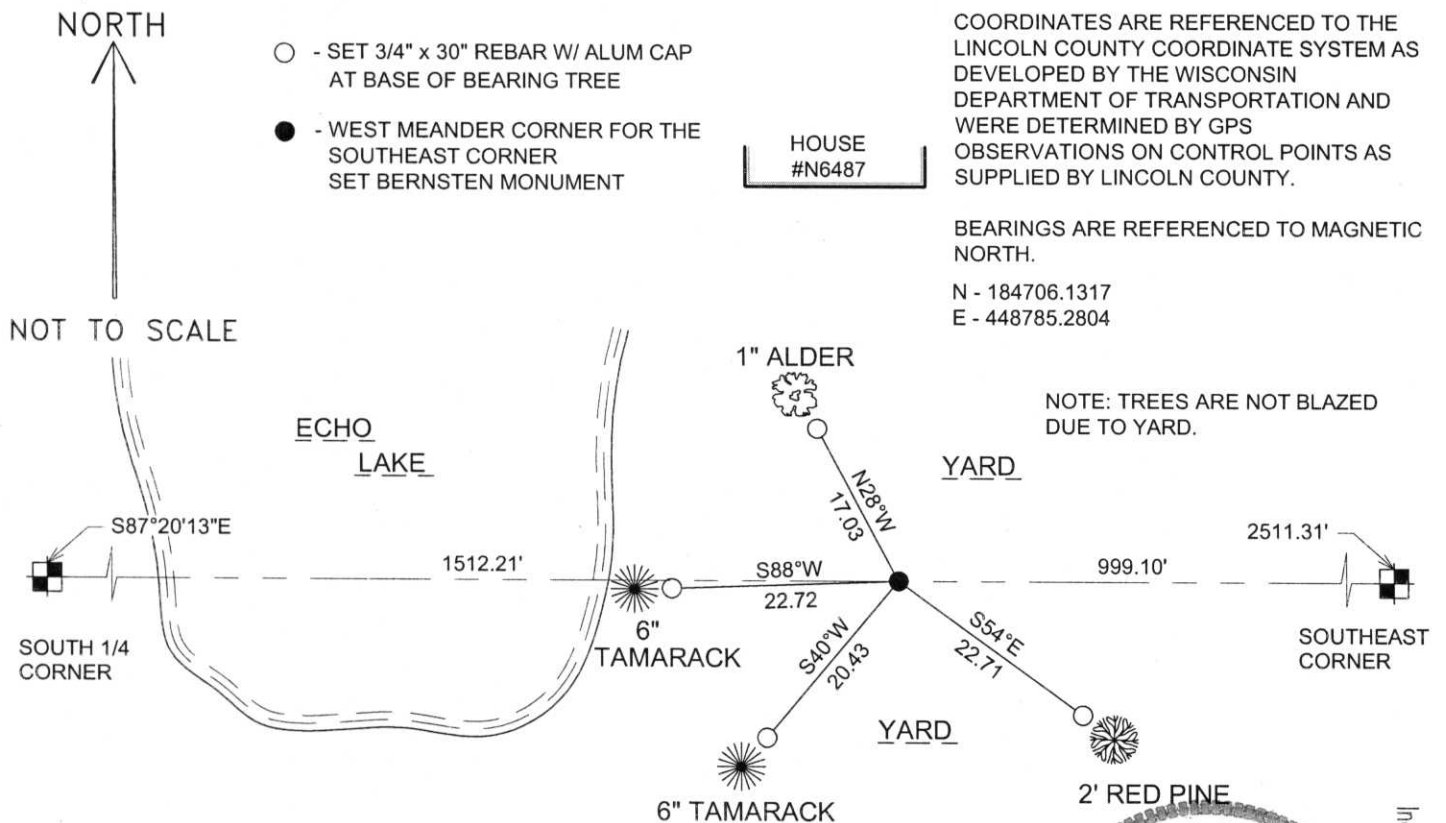 NORTH
NOT TO SCALE
○ - SET 3/4" x 30" REBAR W/ ALUM CAP
AT BASE OF BEARING TREE
● - WEST MEANDER CORNER FOR THE
SOUTHEAST CORNER
SET BERNSTEN MONUMENT
HOUSE
#N6487
COORDINATES ARE REFERENCED TO THE
LINCOLN COUNTY COORDINATE SYSTEM AS
DEVELOPED BY THE WISCONSIN
DEPARTMENT OF TRANSPORTATION AND
WERE DETERMINED BY GPS
OBSERVATIONS ON CONTROL POINTS AS
SUPPLIED BY LINCOLN COUNTY.
BEARINGS ARE REFERENCED TO MAGNETIC
NORTH.
N - 184706.1317
E - 448785.2804
1" ALDER
NOTE: TREES ARE NOT BLAZED
DUE TO YARD.
ECHO
LAKE
YARD
N28°W
17.03
S87°20'13"E
1512.21'
S88°W
22.72
999.10'
2511.31'
SOUTH 1/4
CORNER
6"
TAMARACK
S40°W
20.43
S54°E
22.71
SOUTHEAST
CORNER
YARD
6" TAMARACK
2' RED PINE